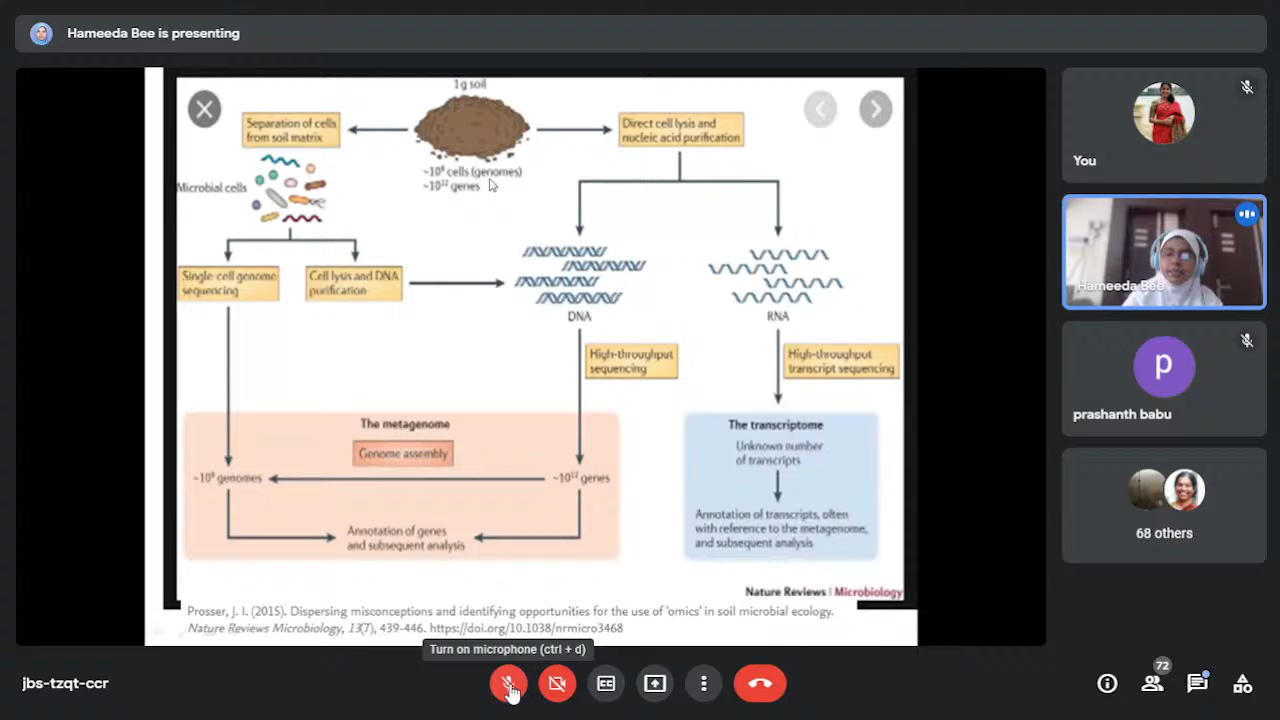 Hameeda Bee is presenting
1g soil
Separation of cells
from soil matrix
Direct cell lysis and
nucleic acid purification
~10⁹ cells (genomes)
~10¹² genes
Microbial cells
Single-cell genome
sequencing
Cell lysis and DNA
purification
DNA
RNA
High-throughput
sequencing
High-throughput
transcript sequencing
The metagenome
Genome assembly
~10⁹ genomes
~10¹² genes
Annotation of genes
and subsequent analysis
The transcriptome
Unknown number
of transcripts
Annotation of transcripts, often
with reference to the metagenome,
and subsequent analysis
Nature Reviews | Microbiology
Prosser, J. I. (2015). Dispersing misconceptions and identifying opportunities for the use of 'omics' in soil microbial ecology.
Nature Reviews Microbiology, 13(7), 439-446. https://doi.org/10.1038/nrmicro3468
You
Hameeda Bee
p
prashanth babu
68 others
Turn on microphone (ctrl + d)
jbs-tzqt-ccr
72